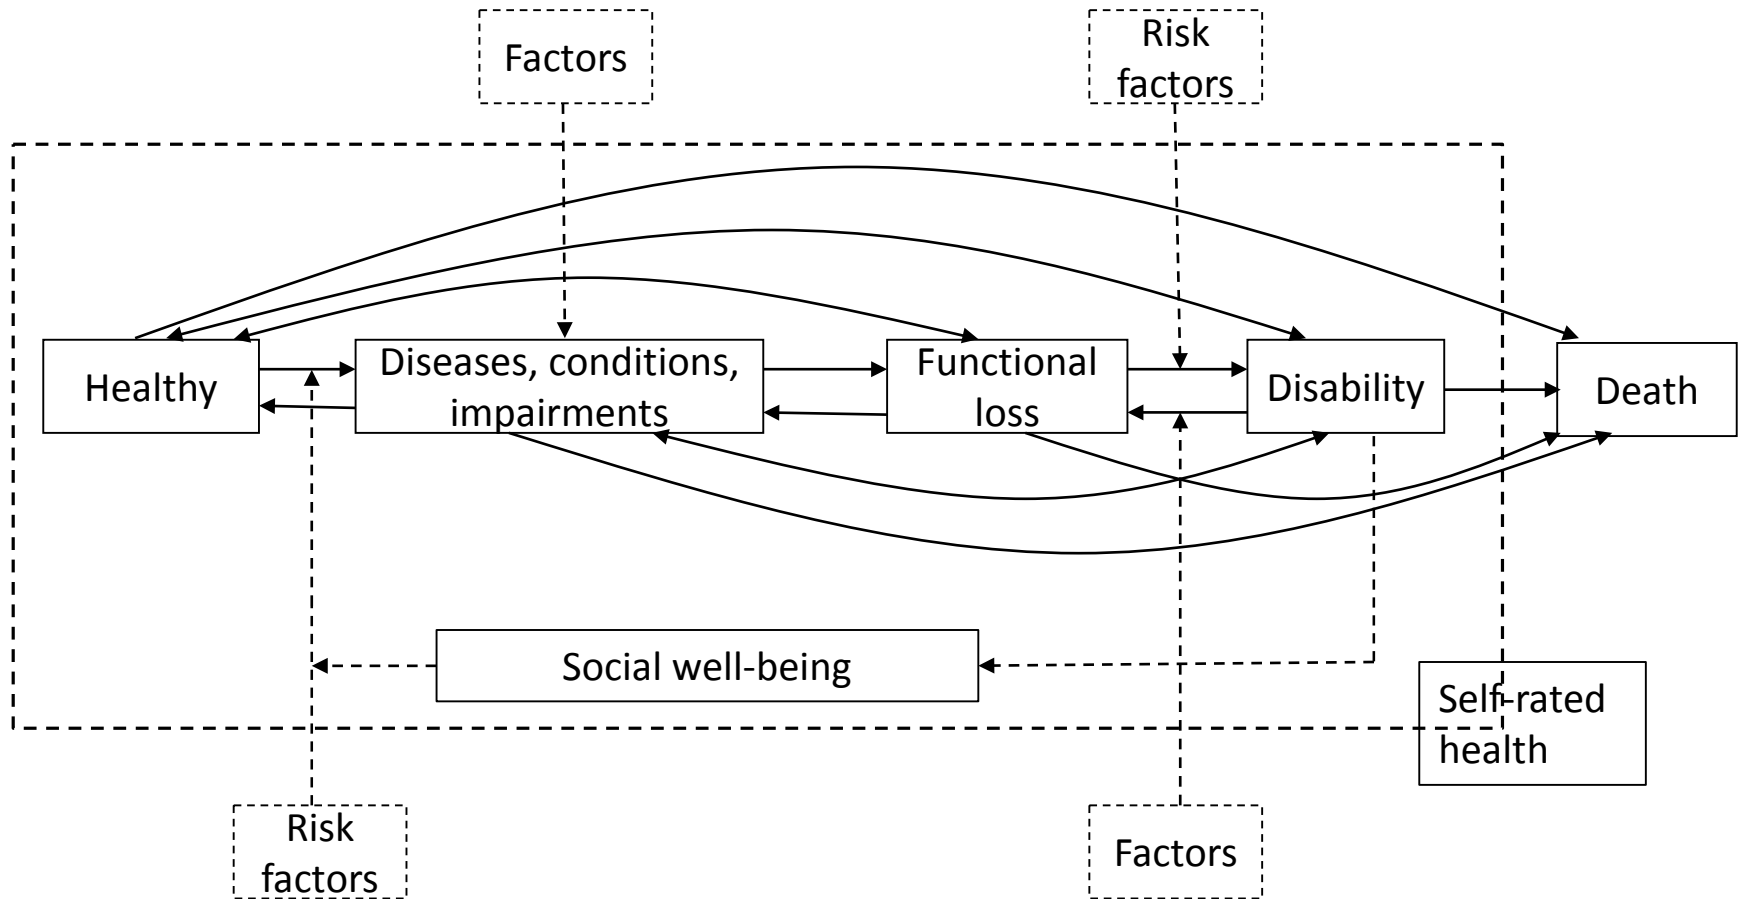 Factors
Risk
factors
Healthy
Diseases, conditions,
impairments
Functional
loss
Disability
Death
Social well-being
Self-rated
health
Risk
factors
Factors